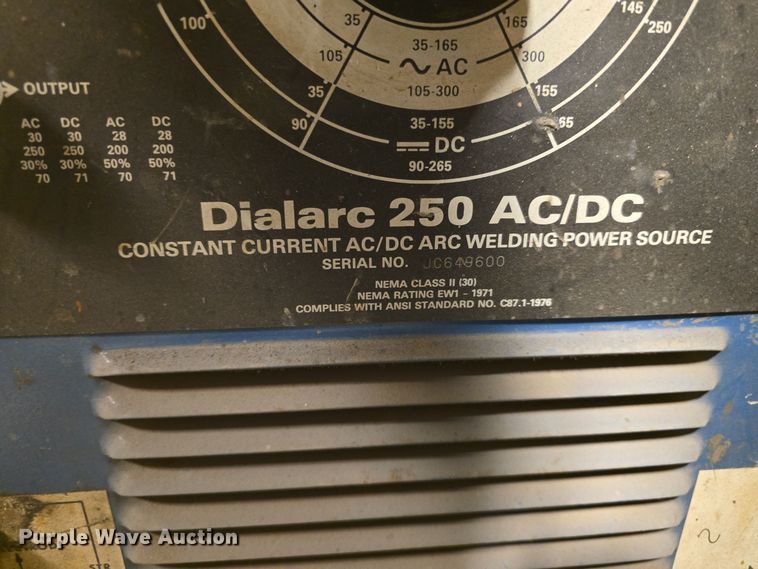 100
35
165
145
250
35-165
∿ AC
105
300
105-300
35
155
90
35-155
65
DC
90-265
OUTPUT
AC DC AC DC
30 30 28 28
250 250 200 200
30% 30% 50% 50%
70 71 70 71
Dialarc 250 AC/DC
CONSTANT CURRENT AC/DC ARC WELDING POWER SOURCE
SERIAL NO. JC649600
NEMA CLASS II (30)
NEMA RATING EW1 - 1971
COMPLIES WITH ANSI STANDARD NO. C87.1-1976
∿
STR
Purple Wave Auction